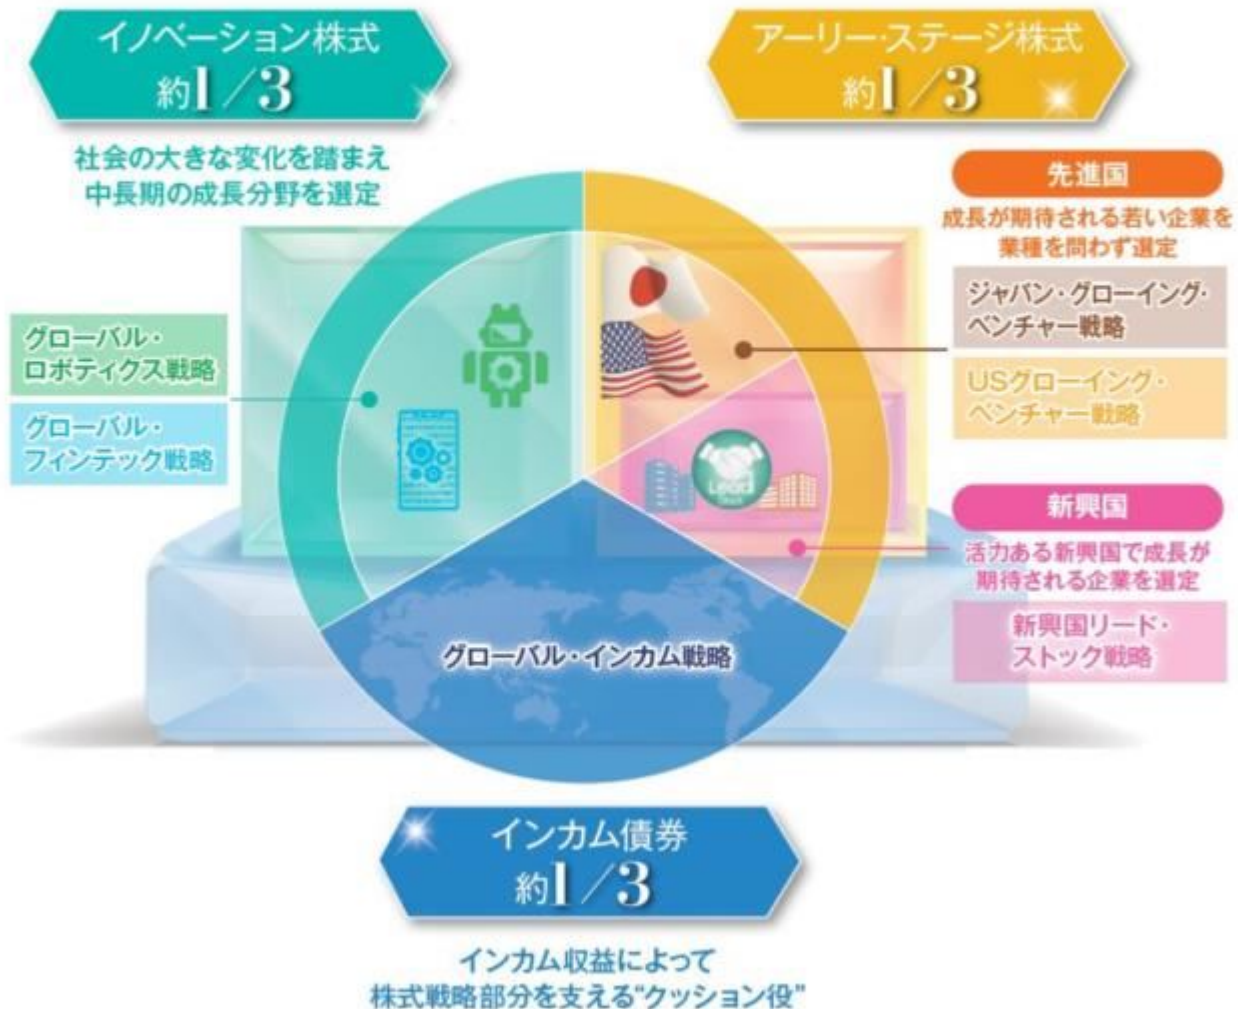 イノベーション株式
約1/3
社会の大きな変化を踏まえ
中長期の成長分野を選定
グローバル・
ロボティクス戦略
グローバル・
フィンテック戦略
アーリー・ステージ株式
約1/3
先進国
成長が期待される若い企業を
業種を問わず選定
ジャパン・グローイング・
ベンチャー戦略
USグローイング・
ベンチャー戦略
新興国
活力ある新興国で成長が
期待される企業を選定
新興国リード・
ストック戦略
Lead
グローバル・インカム戦略
インカム債券
約1/3
インカム収益によって
株式戦略部分を支える“クッション役”